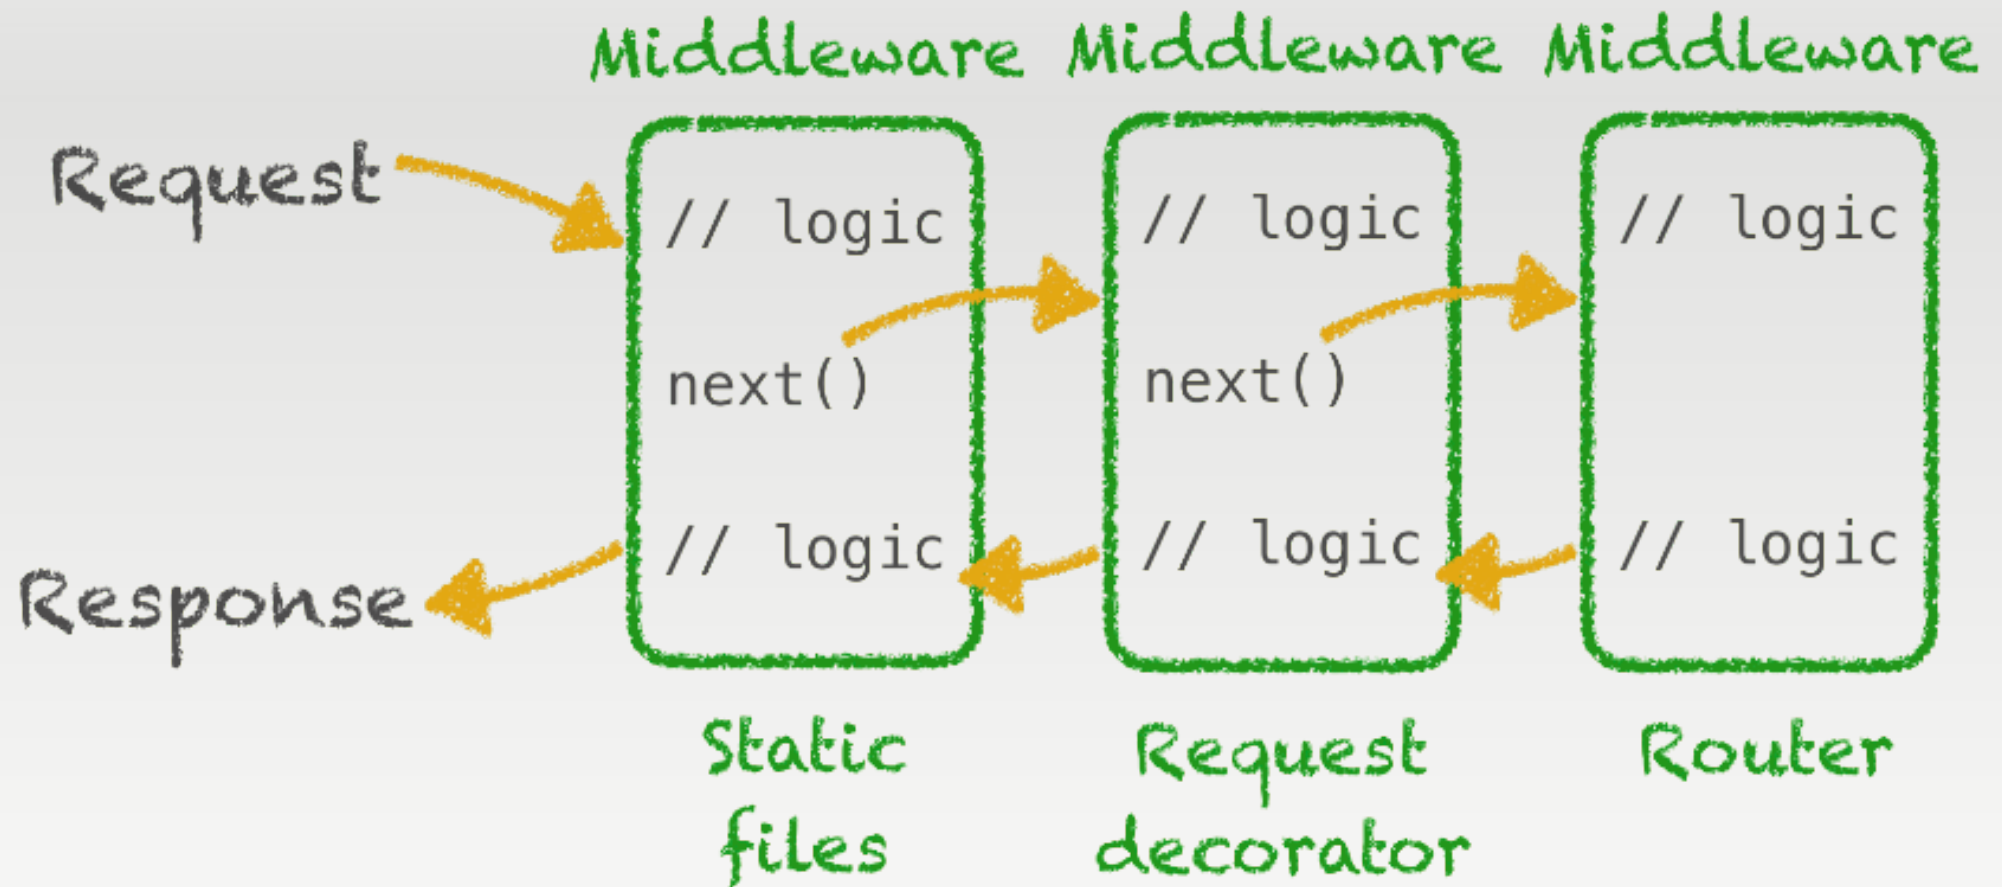 Middleware Middleware Middleware
Request
// logic // logic // logic
next() next()
// logic // logic // logic
Response
Static Request Router
files decorator